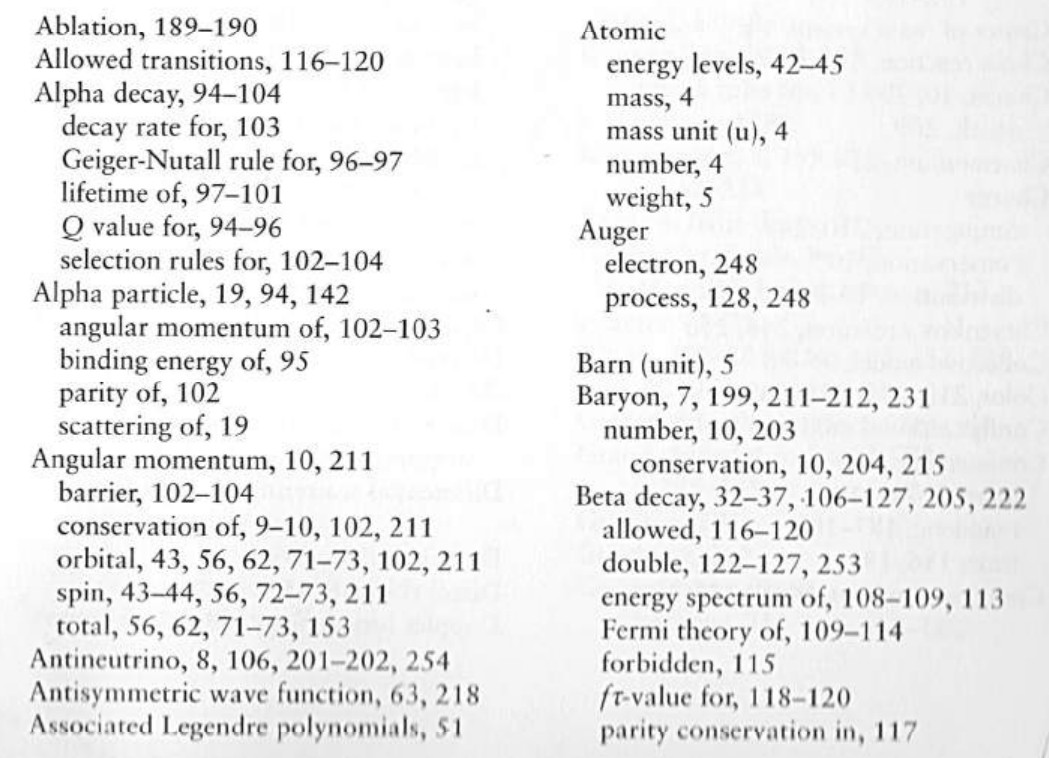 Ablation, 189–190
Allowed transitions, 116–120
Alpha decay, 94–104
decay rate for, 103
Geiger-Nutall rule for, 96–97
lifetime of, 97–101
Q value for, 94–96
selection rules for, 102–104
Alpha particle, 19, 94, 142
angular momentum of, 102–103
binding energy of, 95
parity of, 102
scattering of, 19
Angular momentum, 10, 211
barrier, 102–104
conservation of, 9–10, 102, 211
orbital, 43, 56, 62, 71–73, 102, 211
spin, 43–44, 56, 72–73, 211
total, 56, 62, 71–73, 153
Antineutrino, 8, 106, 201–202, 254
Antisymmetric wave function, 63, 218
Associated Legendre polynomials, 51
Atomic
energy levels, 42–45
mass, 4
mass unit (u), 4
number, 4
weight, 5
Auger
electron, 248
process, 128, 248
Barn (unit), 5
Baryon, 7, 199, 211–212, 231
number, 10, 203
conservation, 10, 204, 215
Beta decay, 32–37, 106–127, 205, 222
allowed, 116–120
double, 122–127, 253
energy spectrum of, 108–109, 113
Fermi theory of, 109–114
forbidden, 115
fτ-value for, 118–120
parity conservation in, 117